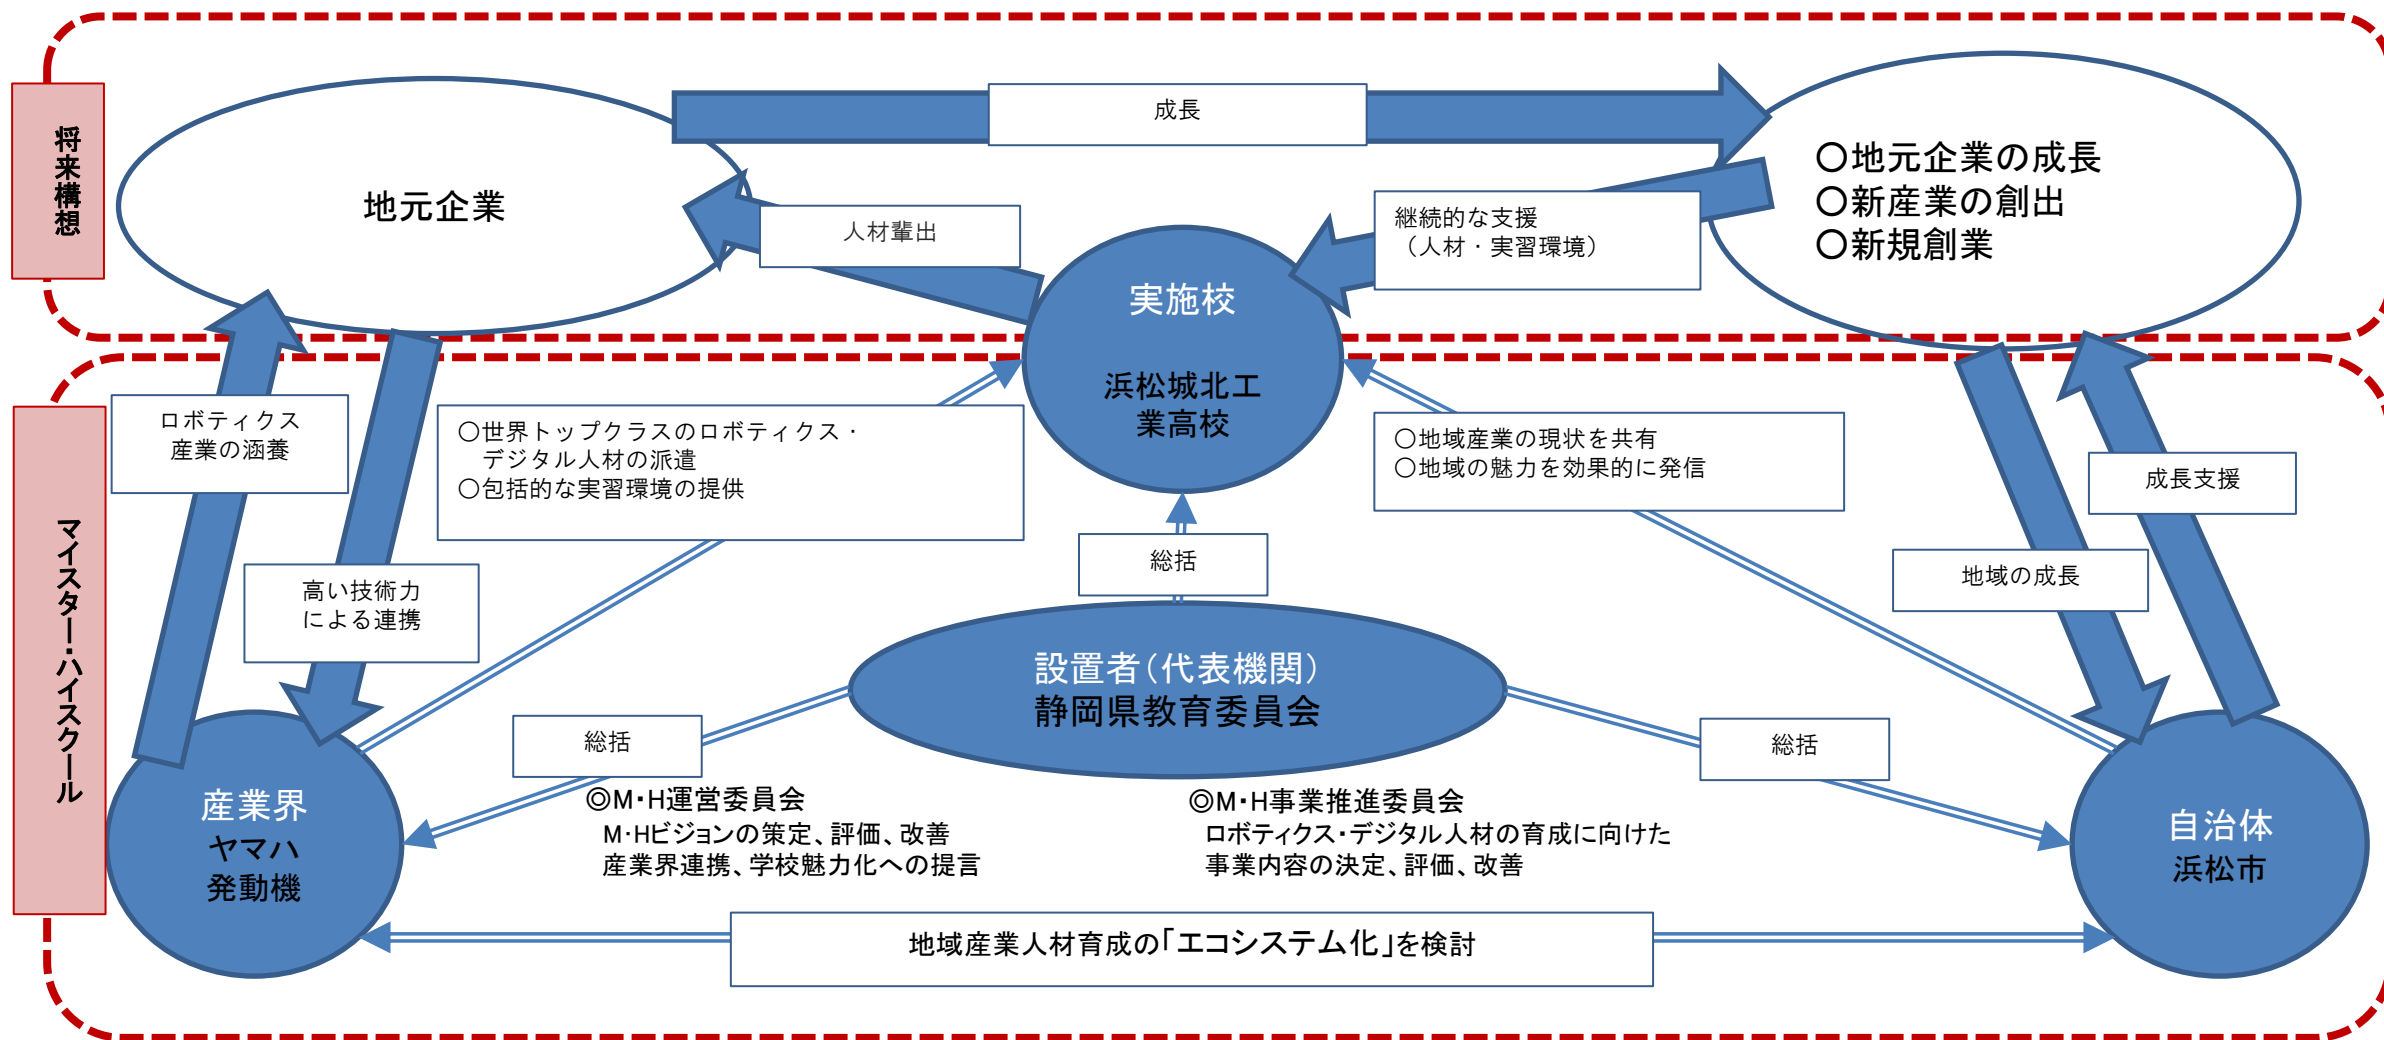 将来構想
成長
地元企業
人材輩出
継続的な支援
（人材・実習環境）
〇地元企業の成長
〇新産業の創出
〇新規創業
実施校
浜松城北工
業高校
マイスター・ハイスクール
ロボティクス
産業の涵養
高い技術力
による連携
〇世界トップクラスのロボティクス・
デジタル人材の派遣
〇包括的な実習環境の提供
〇地域産業の現状を共有
〇地域の魅力を効果的に発信
成長支援
地域の成長
総括
設置者（代表機関）
静岡県教育委員会
総括
総括
産業界
ヤマハ
発動機
◎M・H運営委員会
M・Hビジョンの策定、評価、改善
産業界連携、学校魅力化への提言
◎M・H事業推進委員会
ロボティクス・デジタル人材の育成に向けた
事業内容の決定、評価、改善
自治体
浜松市
地域産業人材育成の「エコシステム化」を検討